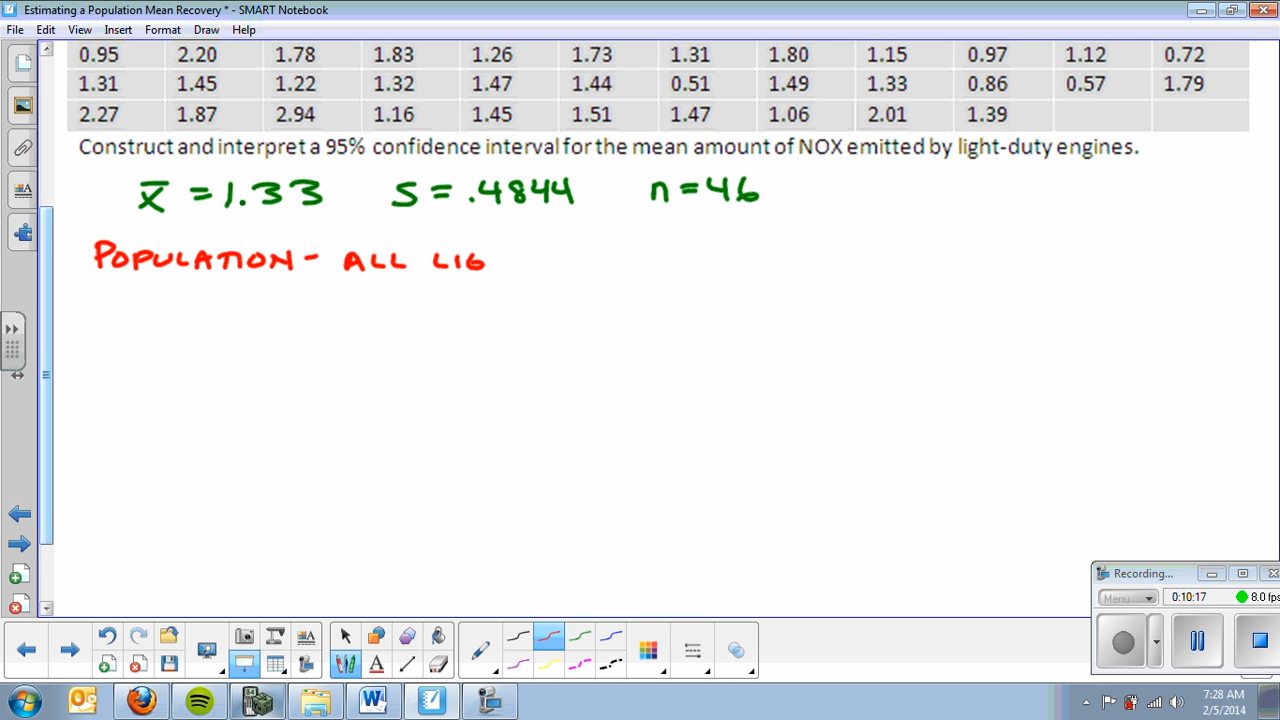 Estimating a Population Mean Recovery * - SMART Notebook
File Edit View Insert Format Draw Help
0.95 2.20 1.78 1.83 1.26 1.73 1.31 1.80 1.15 0.97 1.12 0.72
1.31 1.45 1.22 1.32 1.47 1.44 0.51 1.49 1.33 0.86 0.57 1.79
2.27 1.87 2.94 1.16 1.45 1.51 1.47 1.06 2.01 1.39
Construct and interpret a 95% confidence interval for the mean amount of NOX emitted by light-duty engines.
x̅ = 1.33 s = .4844 n = 46
POPULATION - ALL LIG
Recording...
Menu 0:10:17 8.0 fps
7:28 AM
2/5/2014